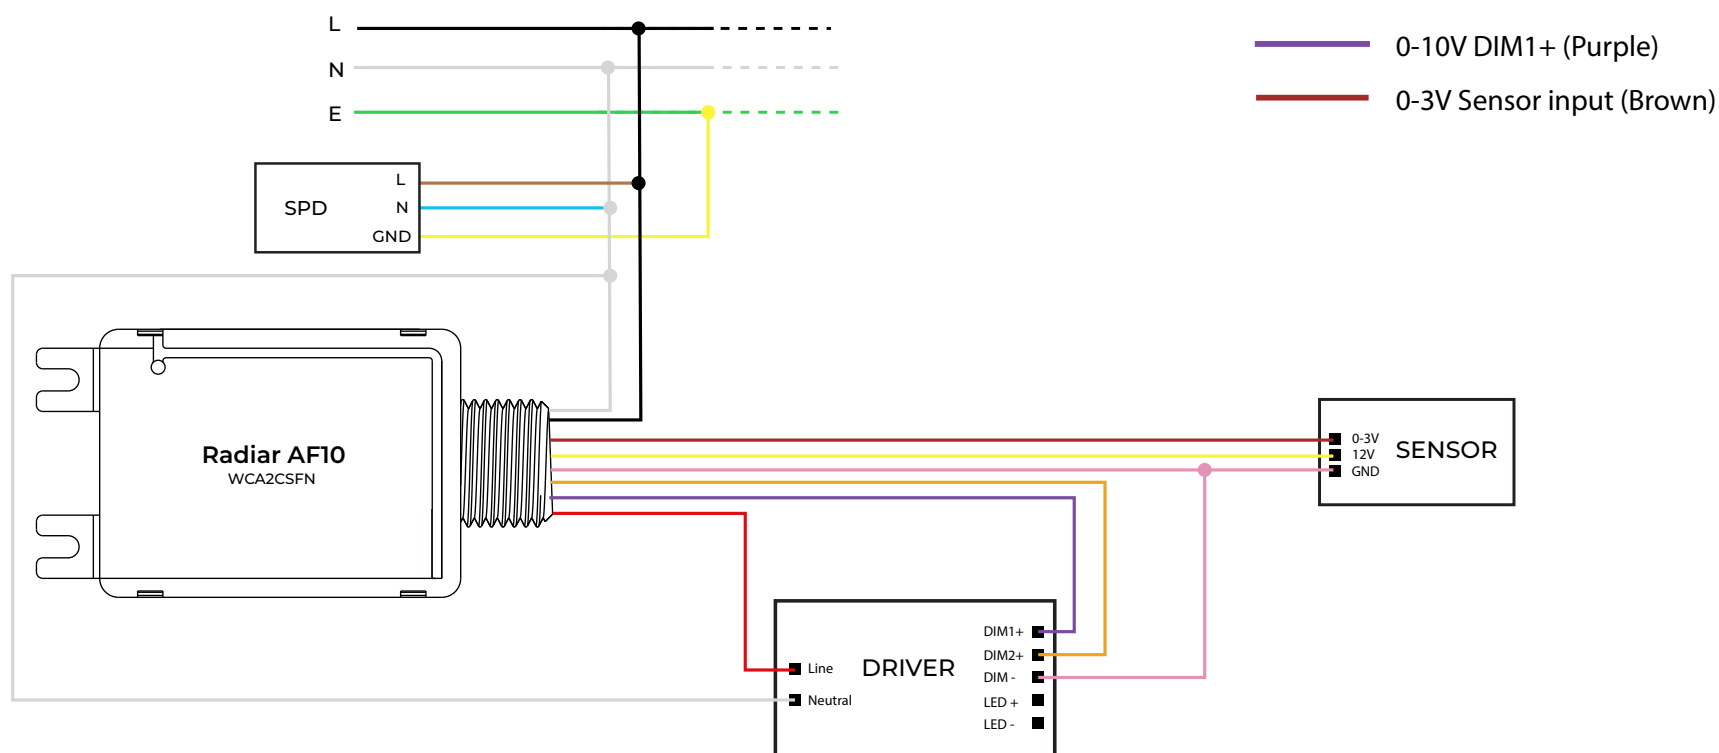 L
N
E
0-10V DIM1+ (Purple)
0-3V Sensor input (Brown)
SPD
L
N
GND
Radiar AF10
WCA2CSFN
0-3V
12V
GND
SENSOR
DRIVER
Line
Neutral
DIM1+
DIM2+
DIM -
LED +
LED -